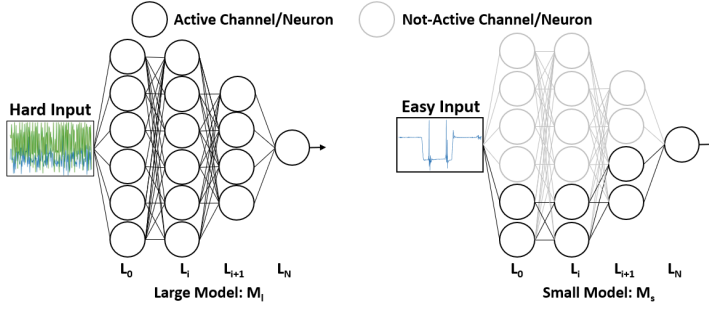 Active Channel/Neuron
Not-Active Channel/Neuron
Hard Input
Easy Input
L0 Li Li+1 LN
L0 Li Li+1 LN
Large Model: Ml
Small Model: Ms